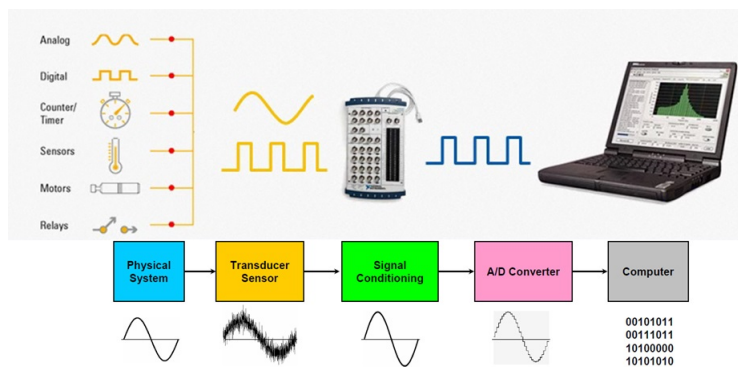 Analog
Digital
Counter/
Timer
Sensors
Motors
Relays
Physical
System
Transducer
Sensor
Signal
Conditioning
A/D Converter
Computer
00101011
00111011
10100000
10101010